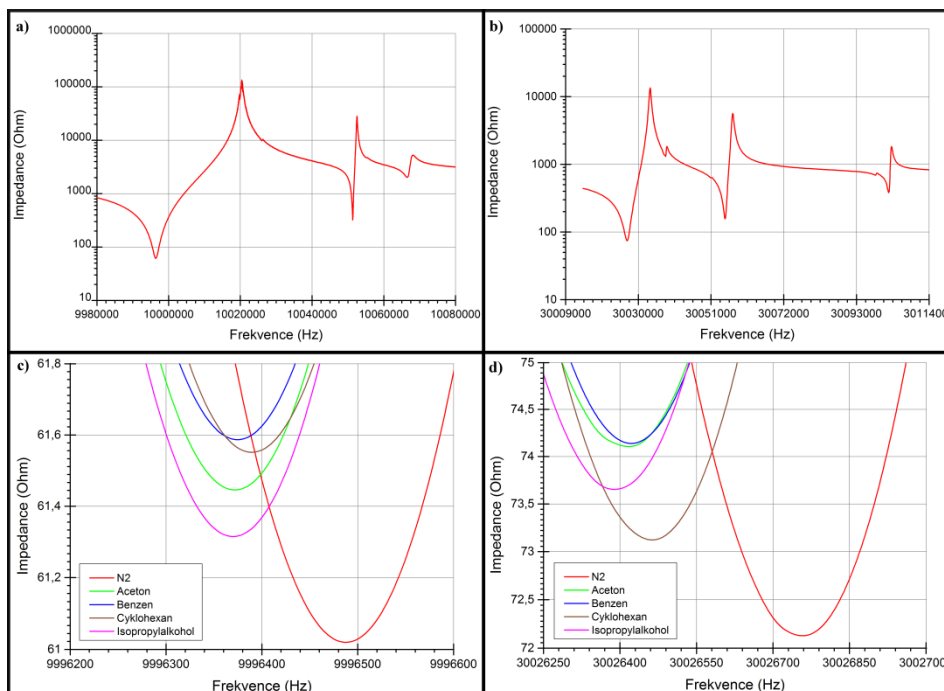 a)
Impedance (Ohm)
1000000
100000
10000
1000
100
10
9980000 10000000 10020000 10040000 10060000 10080000
Frekvence (Hz)
b)
Impedance (Ohm)
100000
10000
1000
100
10
30009000 30030000 30051000 30072000 30093000 3011400
Frekvence (Hz)
c)
Impedance (Ohm)
61.8
61.6
61.4
61.2
61
N2
Aceton
Benzen
Cyklohexan
Isopropylalkohol
9996200 9996300 9996400 9996500 9996600
Frekvence (Hz)
d)
Impedance (Ohm)
75
74.5
74
73.5
73
72.5
72
N2
Aceton
Benzen
Cyklohexan
Isopropylalkohol
30026250 30026400 30026550 30026700 30026850 3002700
Frekvence (Hz)